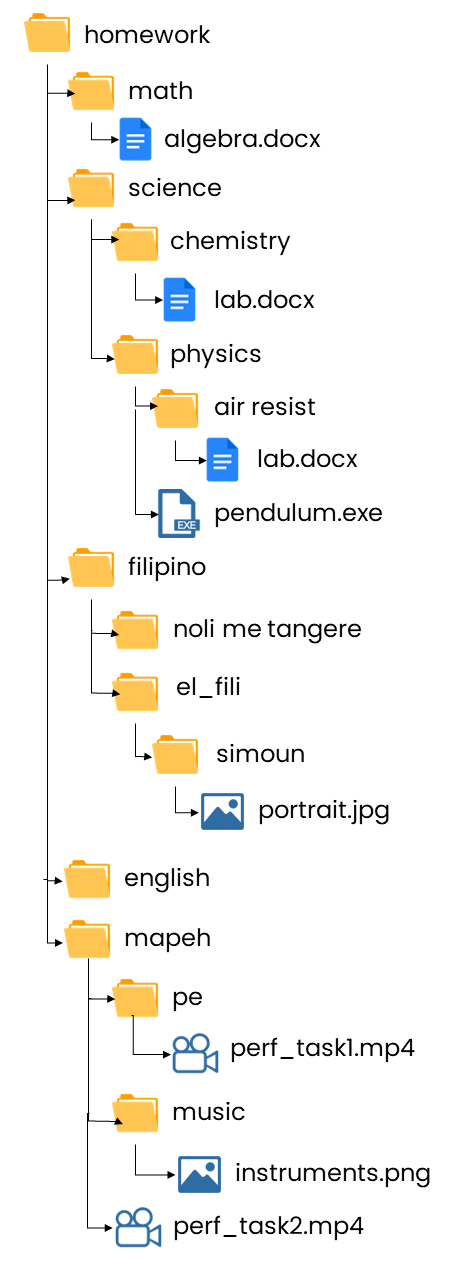 homework
math
algebra.docx
science
chemistry
lab.docx
physics
air resist
lab.docx
EXE
pendulum.exe
filipino
noli me tangere
el_fili
simoun
portrait.jpg
english
mapeh
pe
perf_task1.mp4
music
instruments.png
perf_task2.mp4